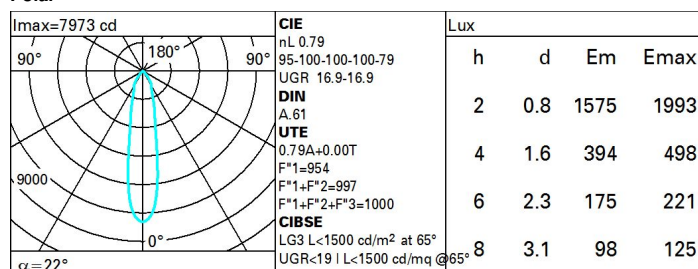 Imax=7973 cd
90°
180°
90°
9000
0°
α=22°
CIE
nL 0.79
95-100-100-100-79
UGR 16.9-16.9
DIN
A.61
UTE
0.79A+0.00T
F"1=954
F"1+F"2=997
F"1+F"2+F"3=1000
CIBSE
LG3 L<1500 cd/m² at 65°
UGR<19 | L<1500 cd/mq @65°
Lux
h d Em Emax
2 0.8 1575 1993
4 1.6 394 498
6 2.3 175 221
8 3.1 98 125